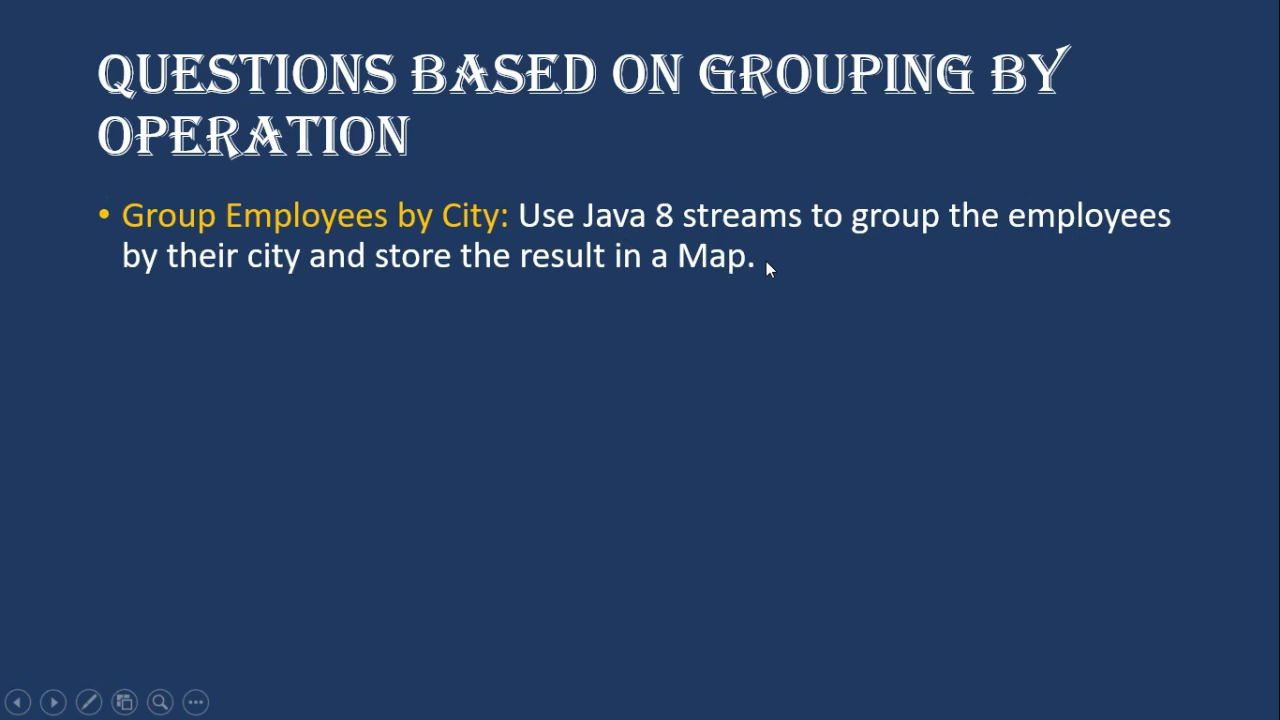 QUESTIONS BASED ON GROUPING BY
OPERATION
• Group Employees by City: Use Java 8 streams to group the employees
by their city and store the result in a Map.